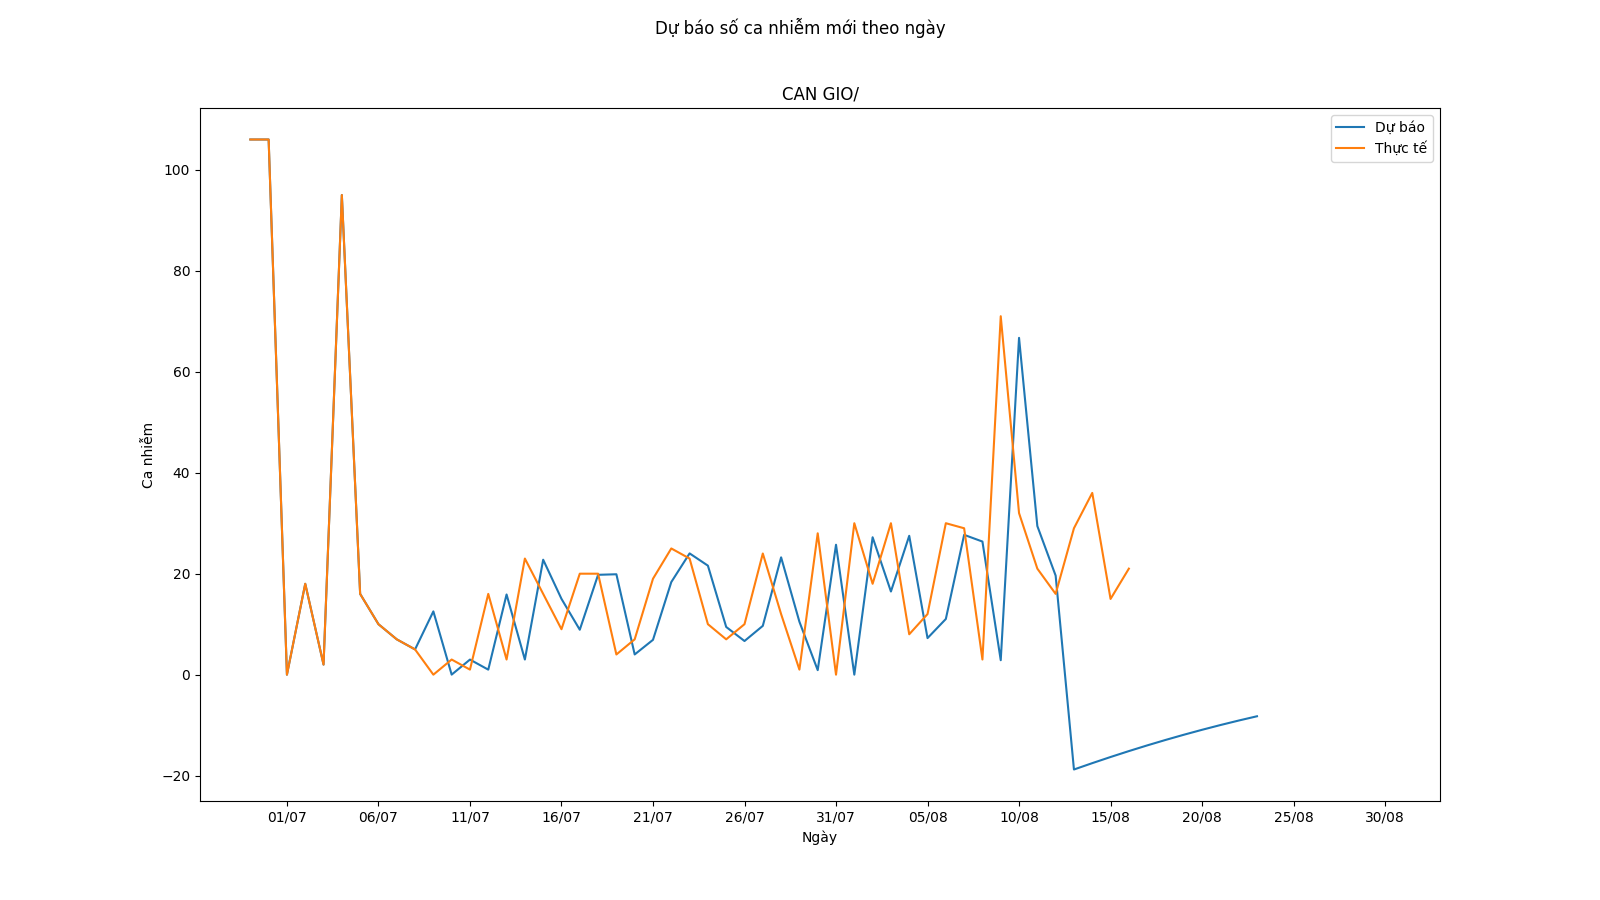 Dự báo số ca nhiễm mới theo ngày
CAN GIO/
Dự báo
Thực tế
100
80
60
40
20
0
−20
Ca nhiễm
01/07 06/07 11/07 16/07 21/07 26/07 31/07 05/08 10/08 15/08 20/08 25/08 30/08
Ngày